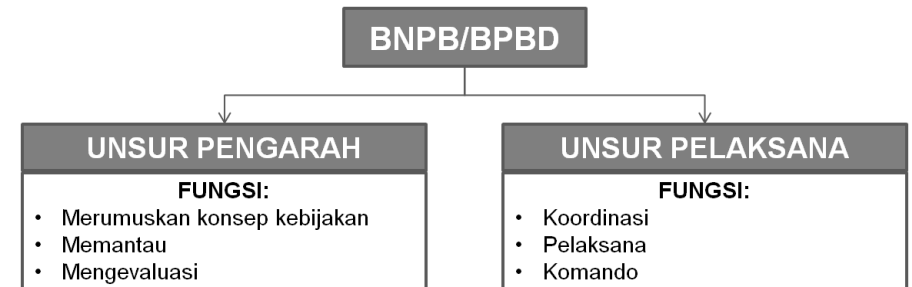 BNPB/BPBD
UNSUR PENGARAH
FUNGSI:
• Merumuskan konsep kebijakan
• Memantau
• Mengevaluasi
UNSUR PELAKSANA
FUNGSI:
• Koordinasi
• Pelaksana
• Komando